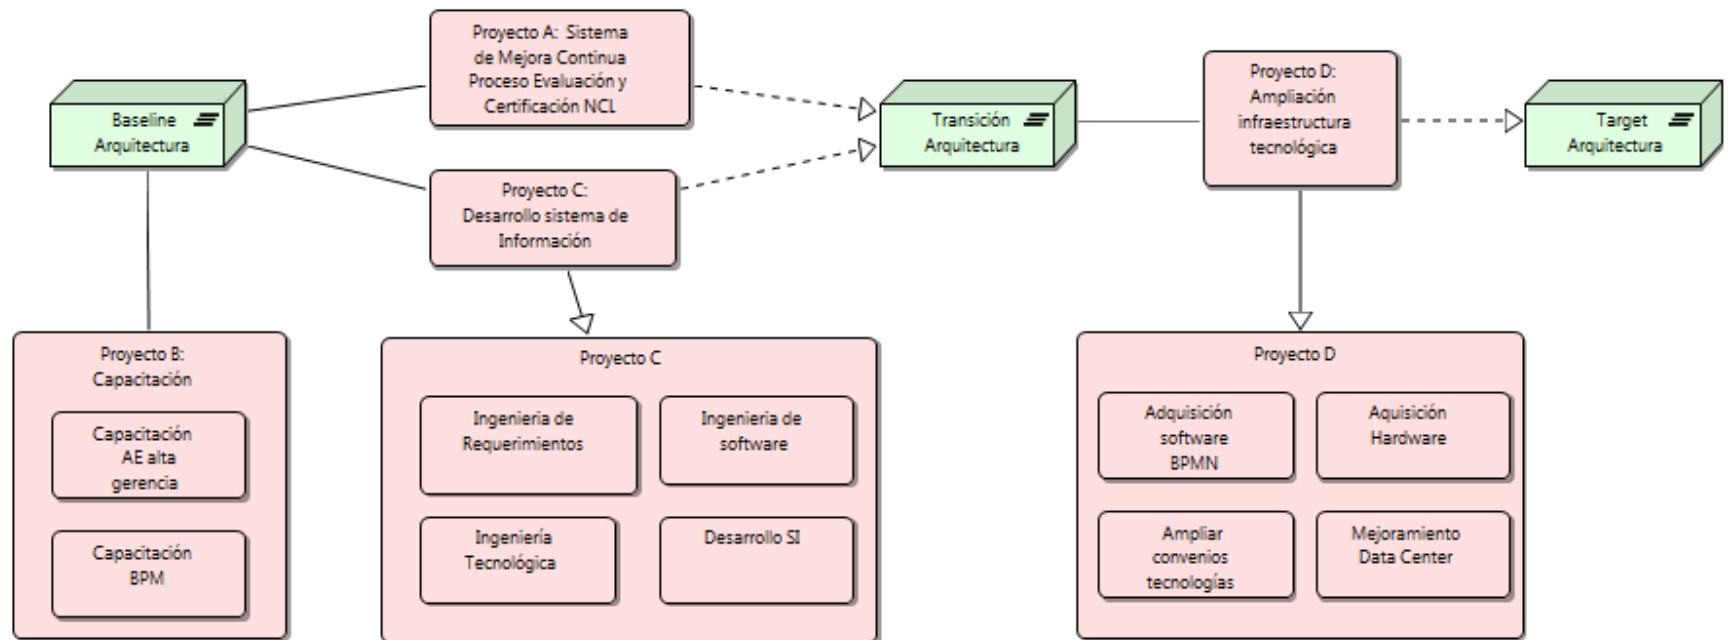 Proyecto A: Sistema
de Mejora Continua
Proceso Evaluación y
Certificación NCL
Baseline
Arquitectura
Transición
Arquitectura
Proyecto D:
Ampliación
infraestructura
tecnológica
Target
Arquitectura
Proyecto C:
Desarrollo sistema de
Información
Proyecto B:
Capacitación
Capacitación
AE alta
gerencia
Capacitación
BPM
Proyecto C
Ingenieria de
Requerimientos
Ingenieria de
software
Ingeniería
Tecnológica
Desarrollo SI
Proyecto D
Adquisición
software
BPMN
Aquisición
Hardware
Ampliar
convenios
tecnologías
Mejoramiento
Data Center